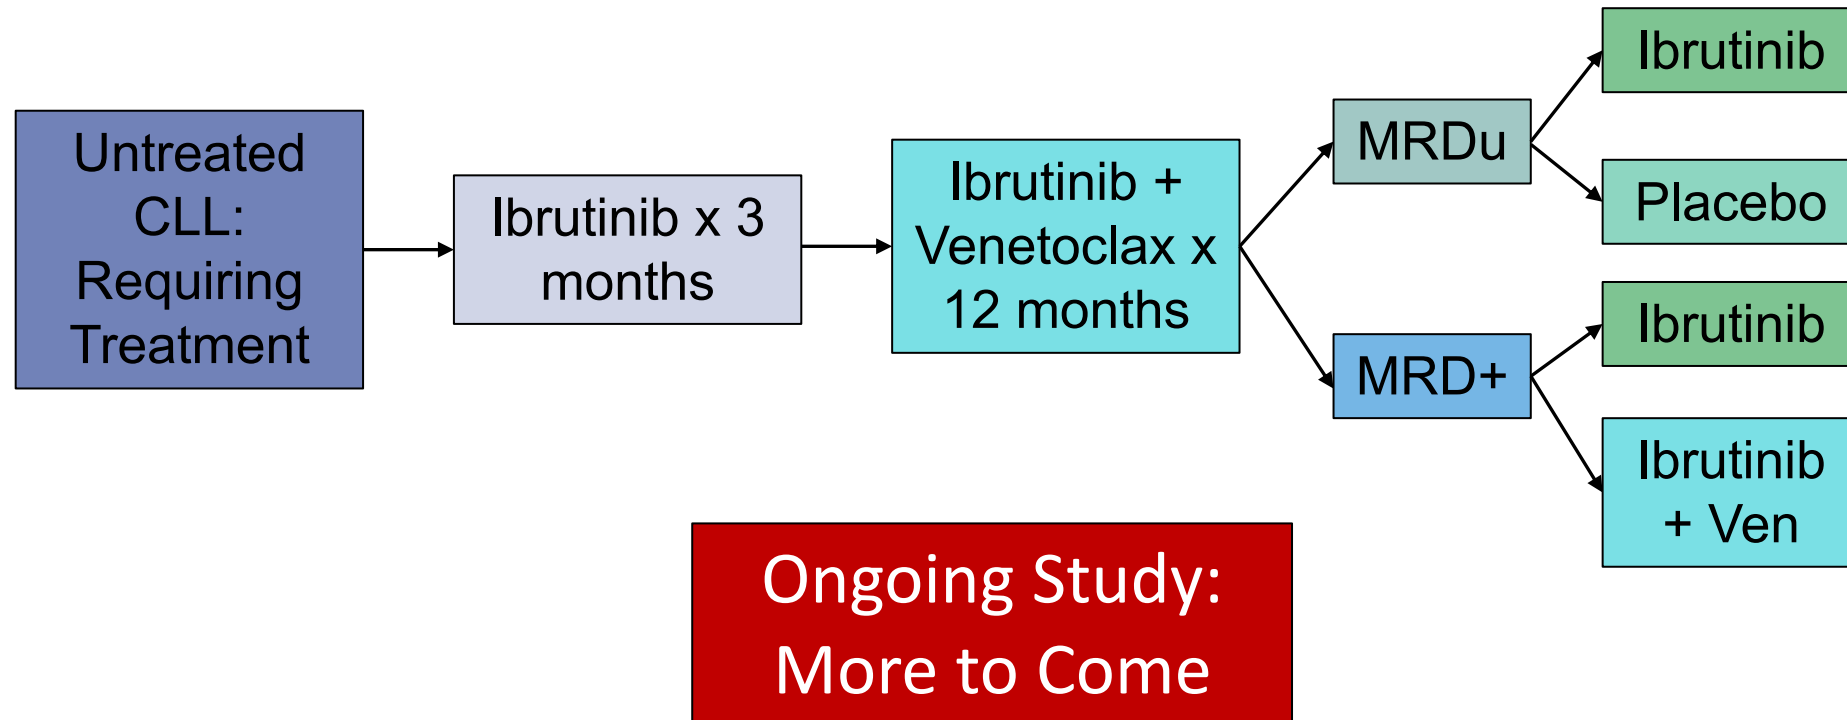 Untreated
CLL:
Requiring
Treatment
Ibrutinib x 3
months
Ibrutinib +
Venetoclax x
12 months
MRDu
MRD+
Ibrutinib
Placebo
Ibrutinib
Ibrutinib
+ Ven
Ongoing Study:
More to Come